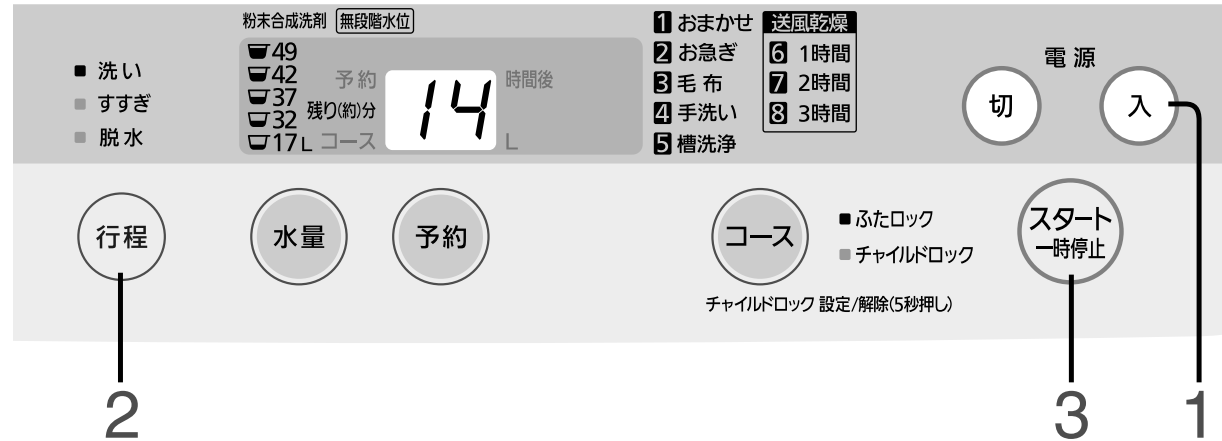 粉末合成洗剤 無段階水位
49
42
37
32
17L
予約
残り(約)分
コース
14
時間後
L
洗い
すすぎ
脱水
1 おまかせ
2 お急ぎ
3 毛布
4 手洗い
5 槽洗浄
送風乾燥
6 1時間
7 2時間
8 3時間
電源
切
入
行程
水量
予約
コース
ふたロック
チャイルドロック
チャイルドロック 設定/解除(5秒押し)
スタート
一時停止
2
3
1